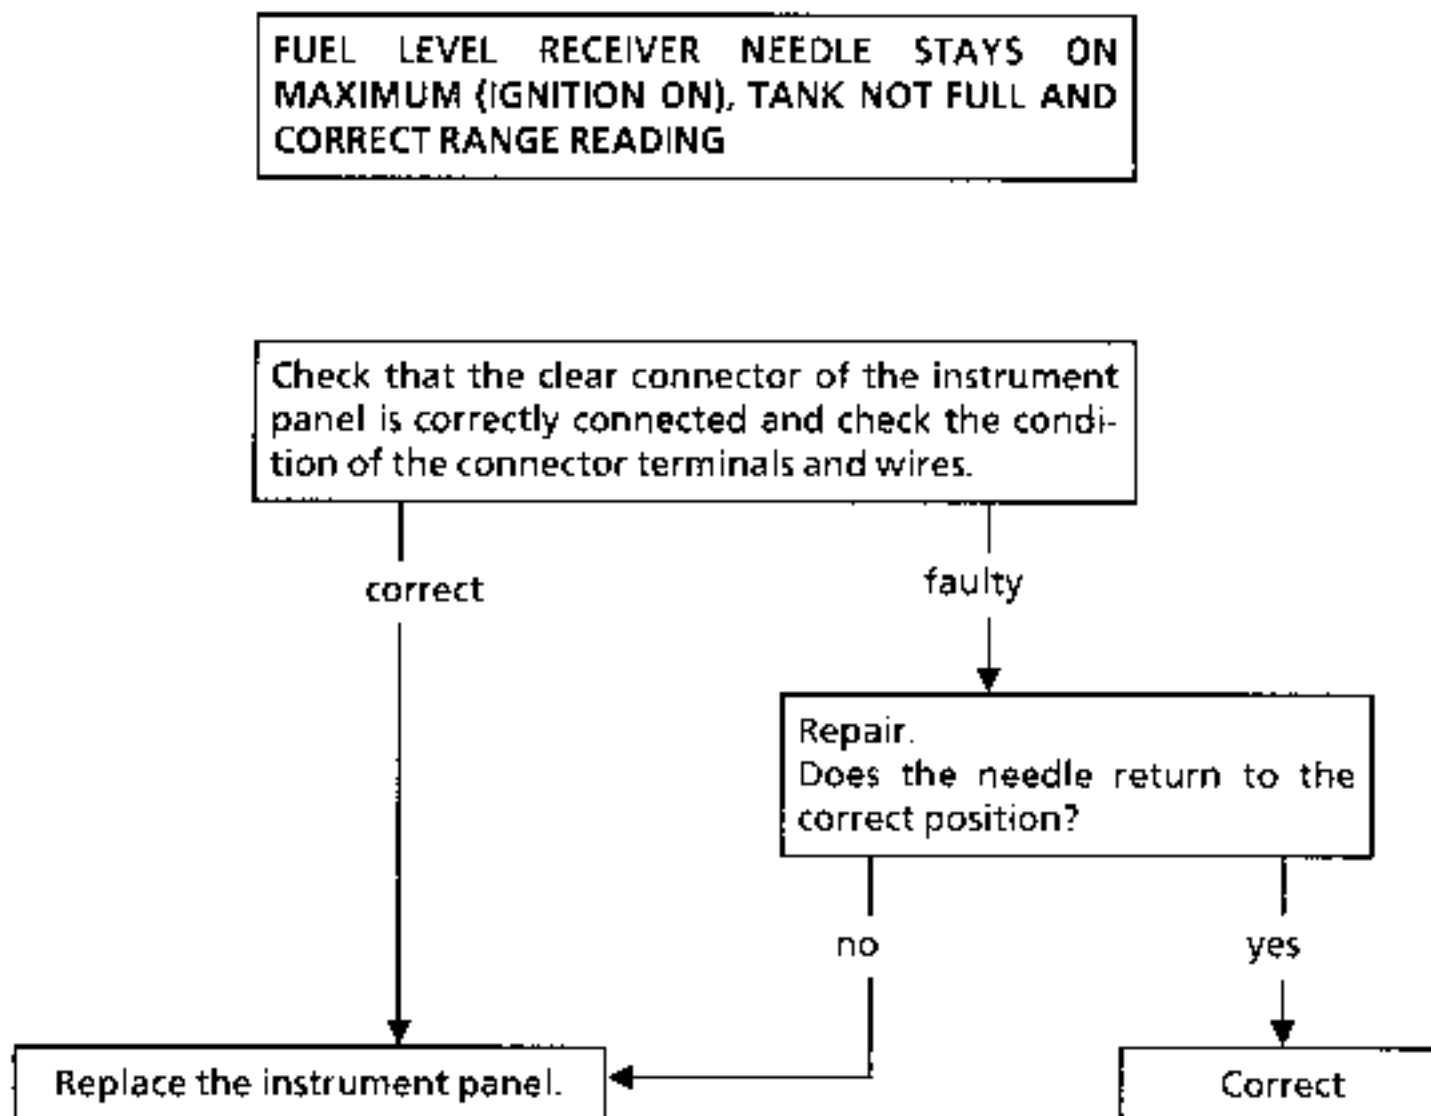 FUEL LEVEL RECEIVER NEEDLE STAYS ON
MAXIMUM (IGNITION ON), TANK NOT FULL AND
CORRECT RANGE READING
Check that the clear connector of the instrument
panel is correctly connected and check the condi-
tion of the connector terminals and wires.
correct
faulty
Repair.
Does the needle return to the
correct position?
no
yes
Replace the instrument panel.
Correct